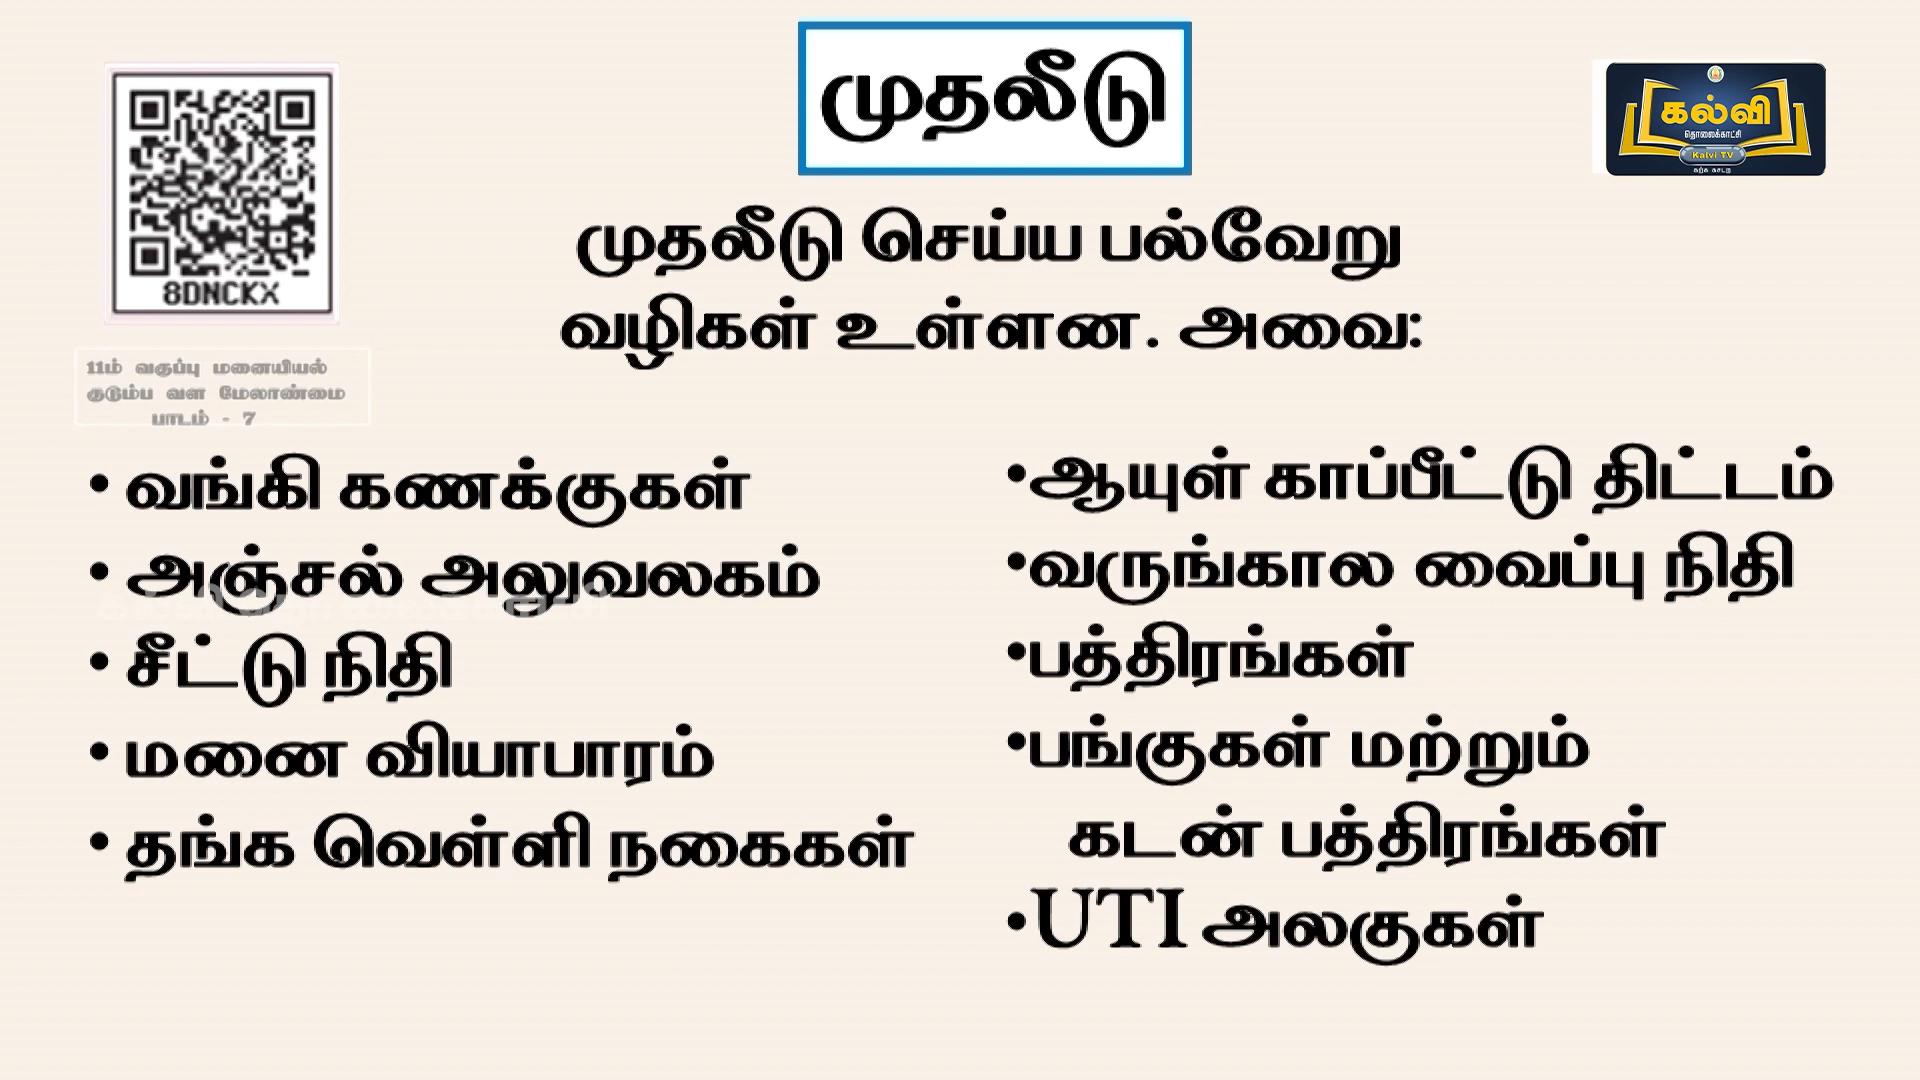 முதலீடு
கல்வி
தொலைக்காட்சி
Kalvi TV
கற்க கசடற
8DNCKX
முதலீடு செய்ய பல்வேறு
வழிகள் உள்ளன. அவை:
11ம் வகுப்பு மனையியல்
குடும்ப வள மேலாண்மை
பாடம் - 7
• வங்கி கணக்குகள்
• அஞ்சல் அலுவலகம்
• சீட்டு நிதி
• மனை வியாபாரம்
• தங்க வெள்ளி நகைகள்
•ஆயுள் காப்பீட்டு திட்டம்
•வருங்கால வைப்பு நிதி
•பத்திரங்கள்
•பங்குகள் மற்றும்
கடன் பத்திரங்கள்
•UTI அலகுகள்